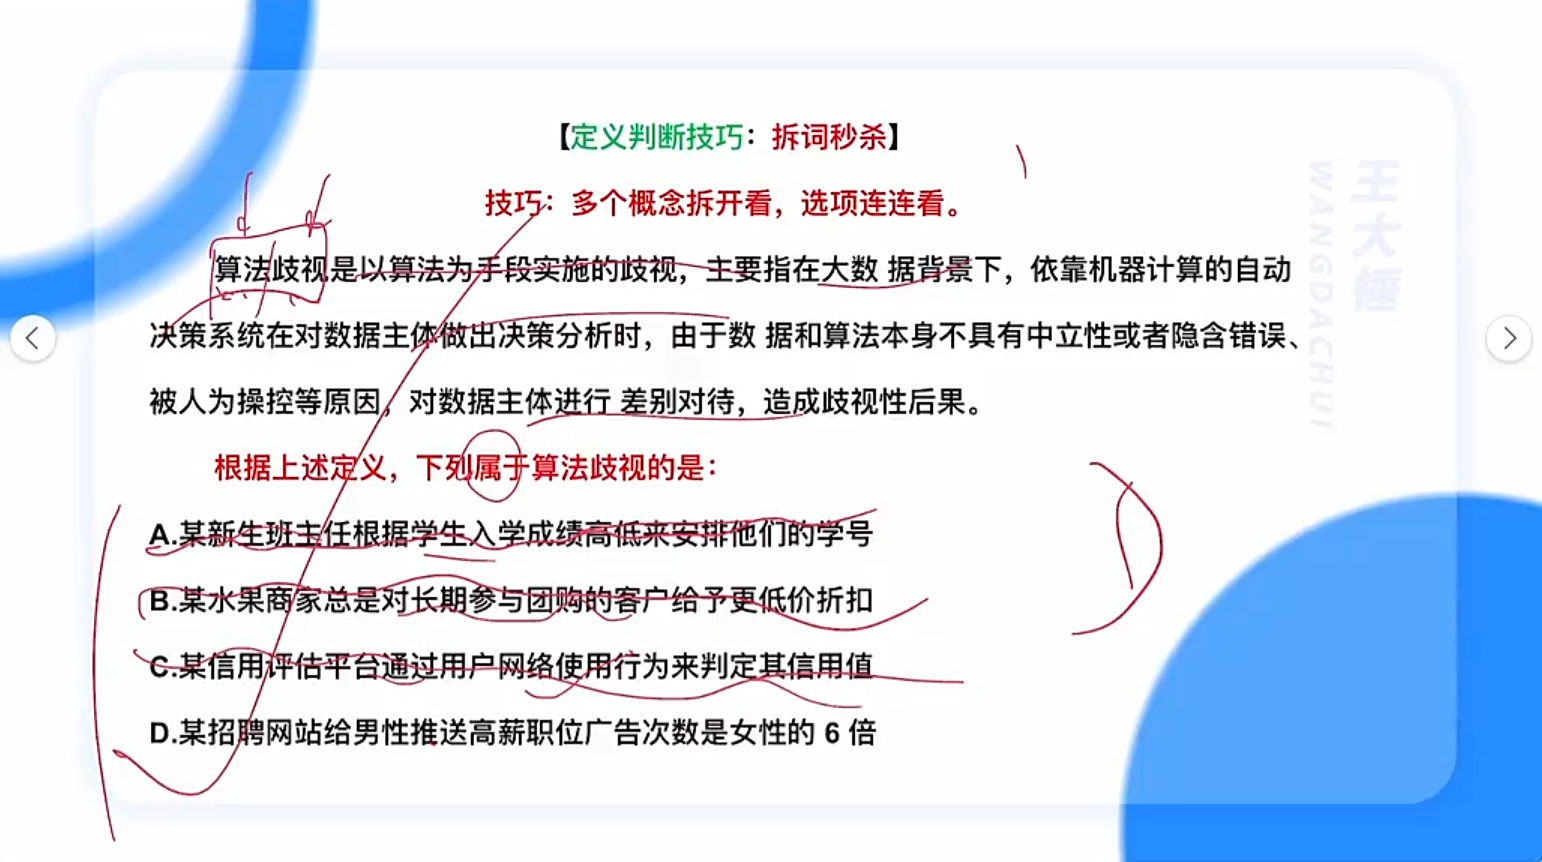 【定义判断技巧：拆词秒杀】
技巧：多个概念拆开看，选项连连看。
算法歧视是以算法为手段实施的歧视，主要指在大数 据背景下，依靠机器计算的自动
决策系统在对数据主体做出决策分析时，由于数 据和算法本身不具有中立性或者隐含错误、
被人为操控等原因，对数据主体进行 差别对待，造成歧视性后果。
根据上述定义，下列属于算法歧视的是：
A.某新生班主任根据学生入学成绩高低来安排他们的学号
B.某水果商家总是对长期参与团购的客户给予更低价折扣
C.某信用评估平台通过用户网络使用行为来判定其信用值
D.某招聘网站给男性推送高薪职位广告次数是女性的 6 倍
王大锤
WANGDACHUI